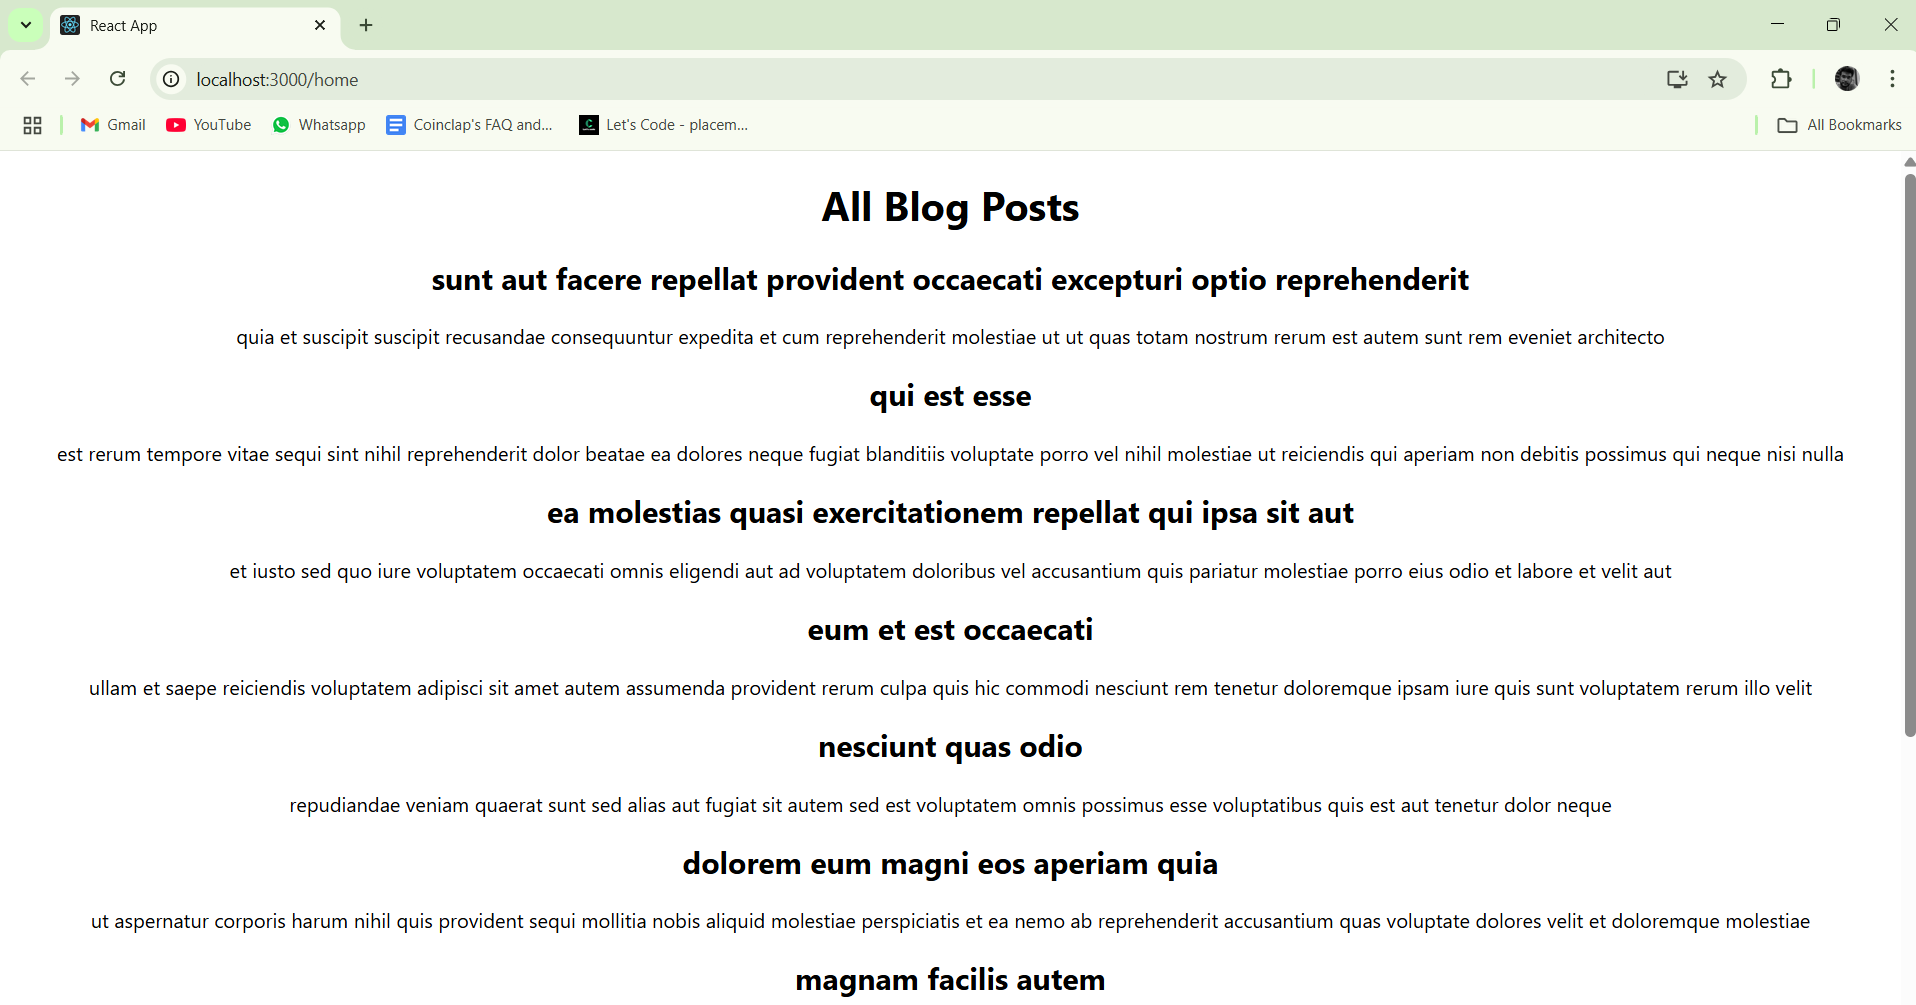 React App
localhost:3000/home
Gmail YouTube Whatsapp Coinclap's FAQ and... Let's Code - placem... All Bookmarks
All Blog Posts
sunt aut facere repellat provident occaecati excepturi optio reprehenderit
quia et suscipit suscipit recusandae consequuntur expedita et cum reprehenderit molestiae ut ut quas totam nostrum rerum est autem sunt rem eveniet architecto
qui est esse
est rerum tempore vitae sequi sint nihil reprehenderit dolor beatae ea dolores neque fugiat blanditiis voluptate porro vel nihil molestiae ut reiciendis qui aperiam non debitis possimus qui neque nisi nulla
ea molestias quasi exercitationem repellat qui ipsa sit aut
et iusto sed quo iure voluptatem occaecati omnis eligendi aut ad voluptatem doloribus vel accusantium quis pariatur molestiae porro eius odio et labore et velit aut
eum et est occaecati
ullam et saepe reiciendis voluptatem adipisci sit amet autem assumenda provident rerum culpa quis hic commodi nesciunt rem tenetur doloremque ipsam iure quis sunt voluptatem rerum illo velit
nesciunt quas odio
repudiandae veniam quaerat sunt sed alias aut fugiat sit autem sed est voluptatem omnis possimus esse voluptatibus quis est aut tenetur dolor neque
dolorem eum magni eos aperiam quia
ut aspernatur corporis harum nihil quis provident sequi mollitia nobis aliquid molestiae perspiciatis et ea nemo ab reprehenderit accusantium quas voluptate dolores velit et doloremque molestiae
magnam facilis autem